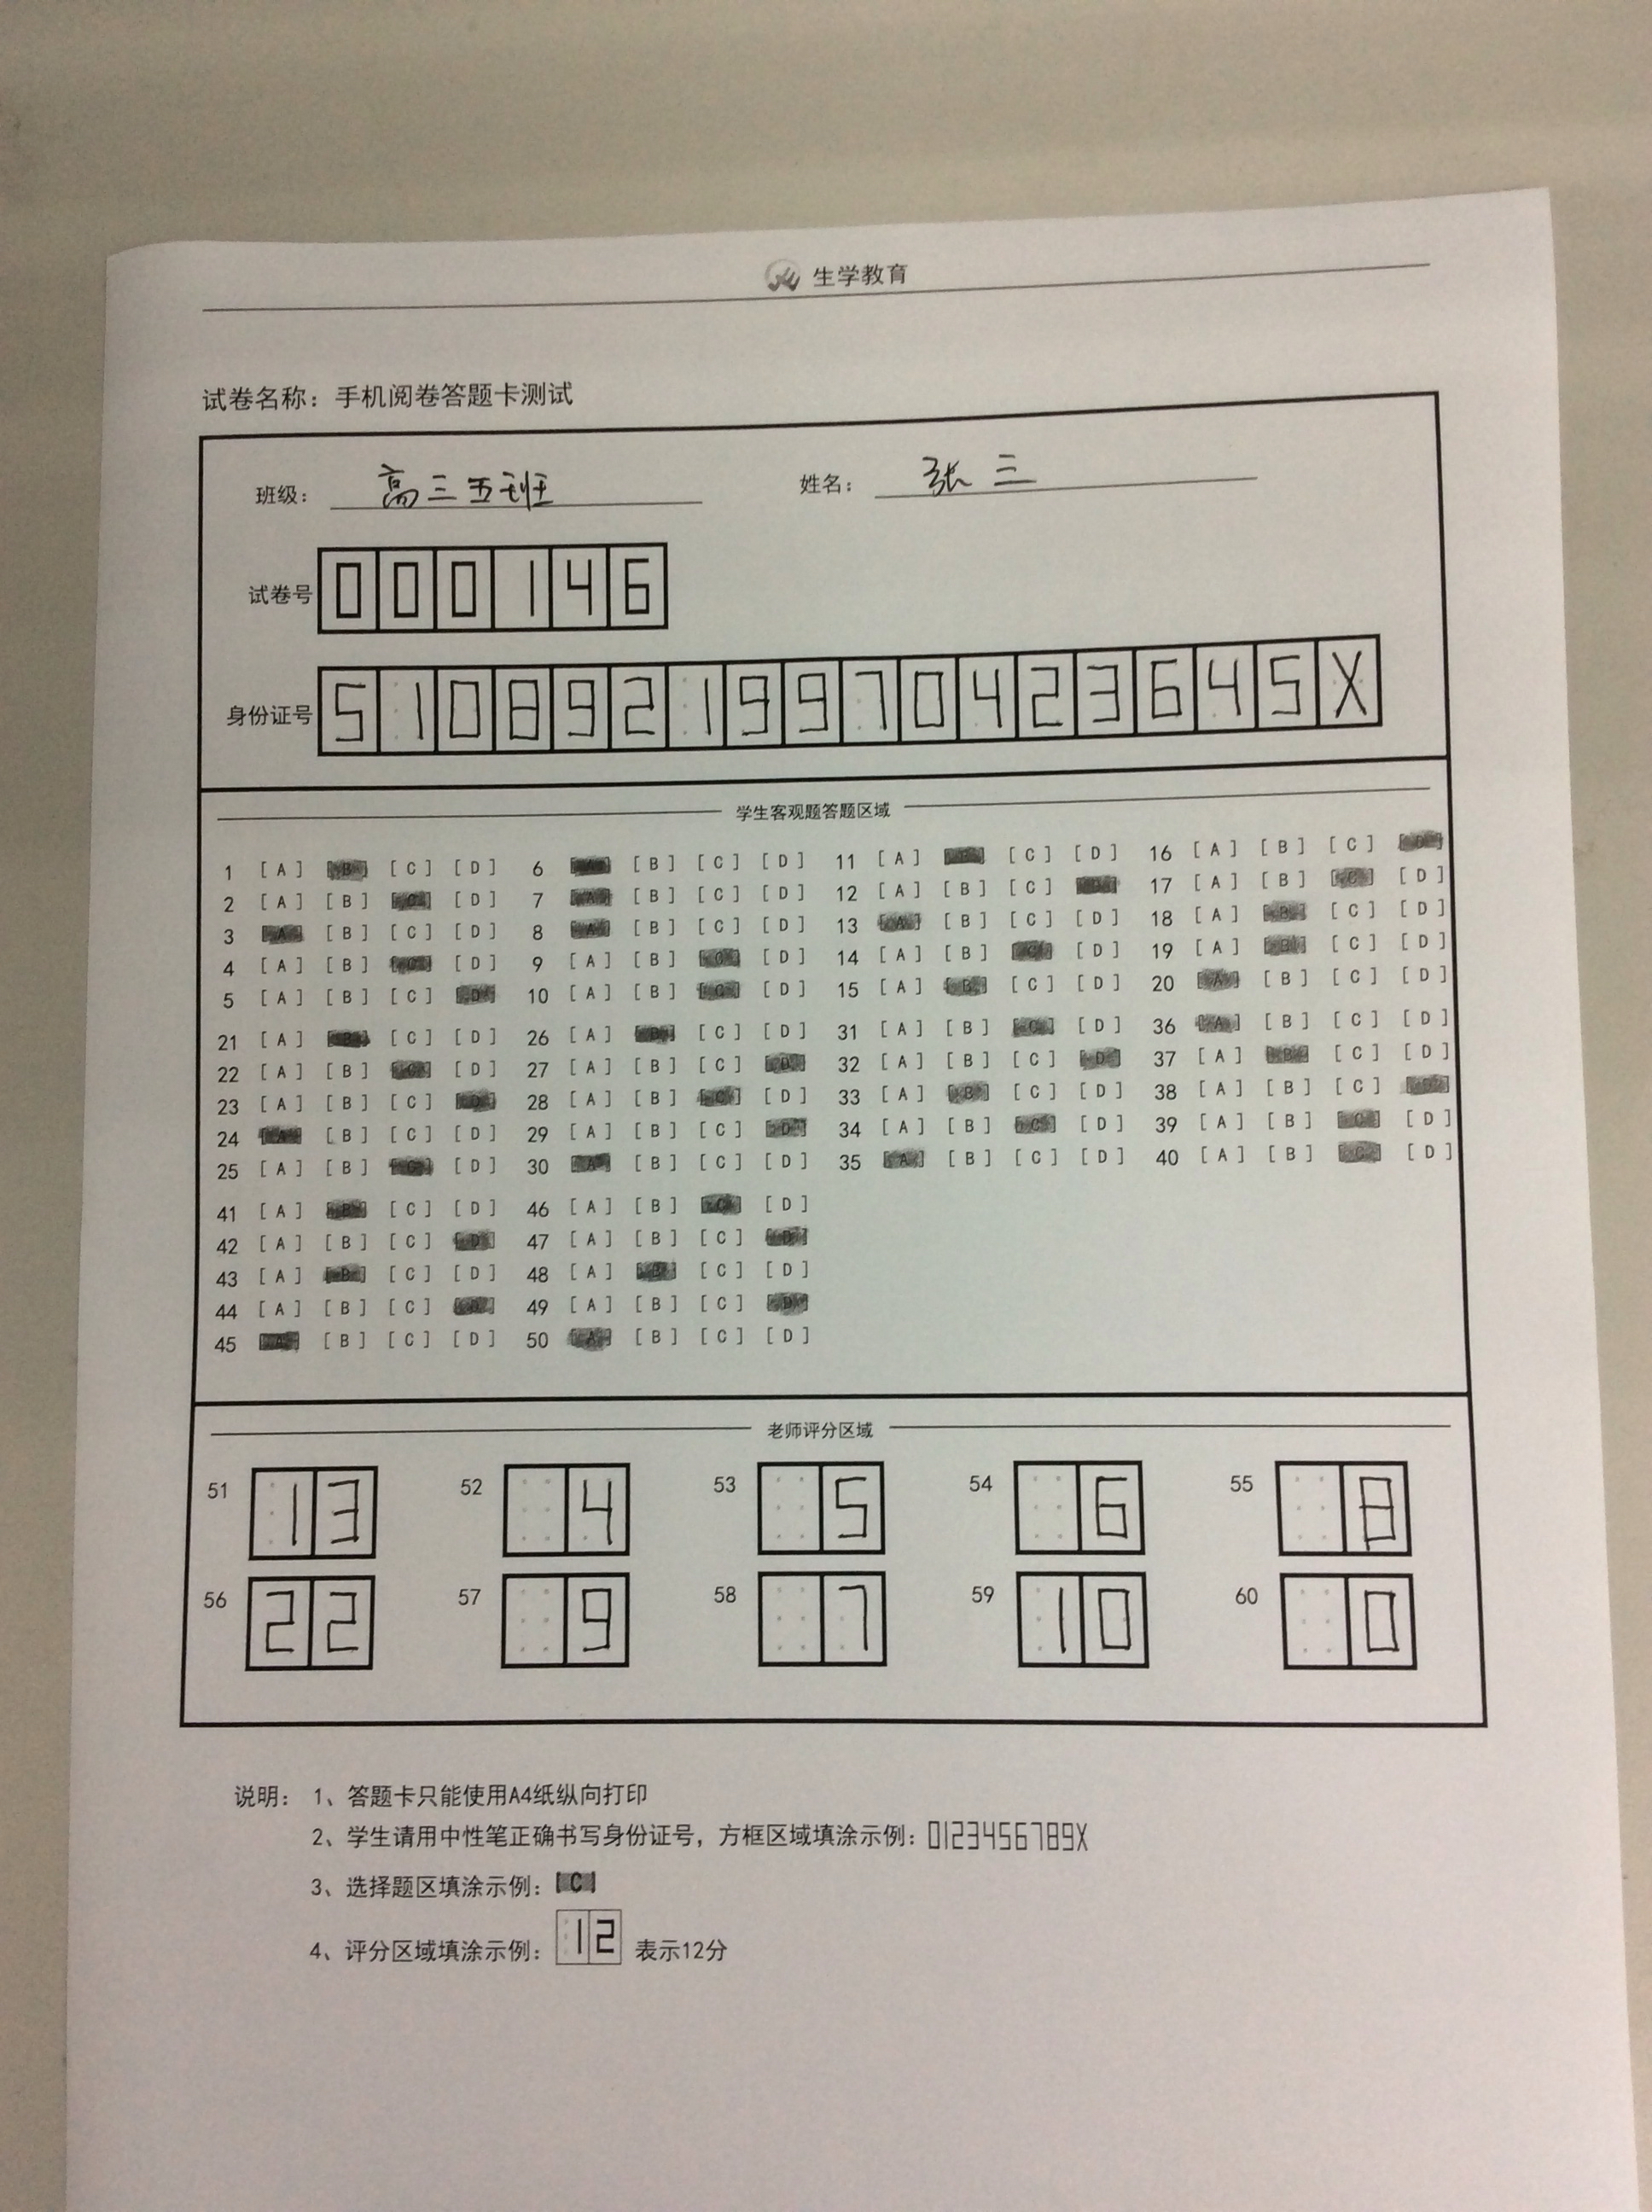 生学教育
试卷名称：手机阅卷答题卡测试
班级： 高三五班 姓名： 张三
试卷号 000146
身份证号 51089219970423645X
学生客观题答题区域
1 [A] [B] [C] [D] 6 [A] [B] [C] [D] 11 [A] [B] [C] [D] 16 [A] [B] [C] [D]
2 [A] [B] [C] [D] 7 [A] [B] [C] [D] 12 [A] [B] [C] [D] 17 [A] [B] [C] [D]
3 [A] [B] [C] [D] 8 [A] [B] [C] [D] 13 [A] [B] [C] [D] 18 [A] [B] [C] [D]
4 [A] [B] [C] [D] 9 [A] [B] [C] [D] 14 [A] [B] [C] [D] 19 [A] [B] [C] [D]
5 [A] [B] [C] [D] 10 [A] [B] [C] [D] 15 [A] [B] [C] [D] 20 [A] [B] [C] [D]
21 [A] [B] [C] [D] 26 [A] [B] [C] [D] 31 [A] [B] [C] [D] 36 [A] [B] [C] [D]
22 [A] [B] [C] [D] 27 [A] [B] [C] [D] 32 [A] [B] [C] [D] 37 [A] [B] [C] [D]
23 [A] [B] [C] [D] 28 [A] [B] [C] [D] 33 [A] [B] [C] [D] 38 [A] [B] [C] [D]
24 [A] [B] [C] [D] 29 [A] [B] [C] [D] 34 [A] [B] [C] [D] 39 [A] [B] [C] [D]
25 [A] [B] [C] [D] 30 [A] [B] [C] [D] 35 [A] [B] [C] [D] 40 [A] [B] [C] [D]
41 [A] [B] [C] [D] 46 [A] [B] [C] [D]
42 [A] [B] [C] [D] 47 [A] [B] [C] [D]
43 [A] [B] [C] [D] 48 [A] [B] [C] [D]
44 [A] [B] [C] [D] 49 [A] [B] [C] [D]
45 [A] [B] [C] [D] 50 [A] [B] [C] [D]
老师评分区域
51 13 52 4 53 5 54 6 55 8
56 22 57 9 58 7 59 10 60 0
说明： 1、答题卡只能使用A4纸纵向打印
2、学生请用中性笔正确书写身份证号，方框区域填涂示例：0123456789X
3、选择题区填涂示例：[C]
4、评分区域填涂示例：12 表示12分